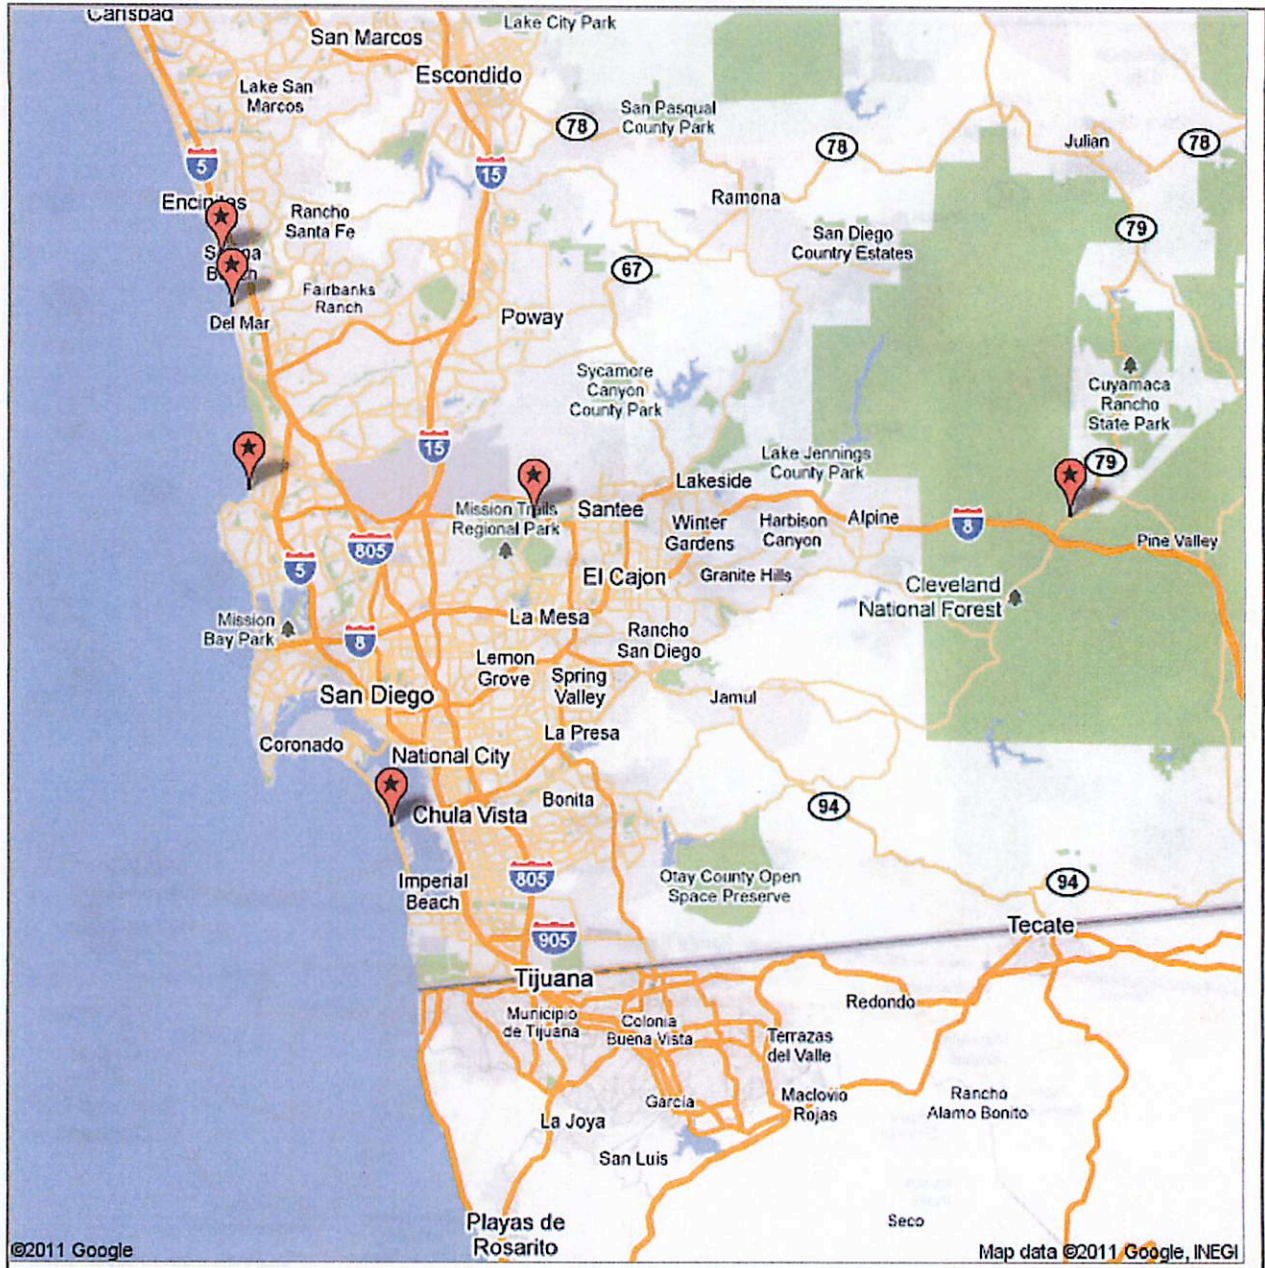 Carlsbad
San Marcos
Lake City Park
Escondido
Lake San
Marcos
San Pasqual
County Park
78
78
Julian
78
5
15
Encinitas
Ramona
Rancho
Santa Fe
San Diego
Country Estates
79
67
Beach
Fairbanks
Ranch
Del Mar
Poway
Sycamore
Canyon
County Park
Cuyamaca
Rancho
State Park
15
Lake Jennings
County Park
79
Lakeside
Mission Trails
Regional Park
Santee
Winter
Gardens
Harbison
Canyon
Alpine
8
Pine Valley
805
5
El Cajon
Granite Hills
Cleveland
National Forest
Mission
Bay Park
8
La Mesa
Rancho
San Diego
Lemon
Grove
Spring
Valley
San Diego
Jamul
Coronado
La Presa
National City
Bonita
94
Chula Vista
Imperial
Beach
805
Otay County Open
Space Preserve
94
905
Tecate
Tijuana
Redondo
Municipio
de Tijuana
Colonia
Buena Vista
Terrazas
del Valle
García
Maclovio
Rojas
Rancho
Alamo Bonito
La Joya
San Luis
Playas de
Rosarito
Seco
©2011 Google
Map data ©2011 Google, INEGI